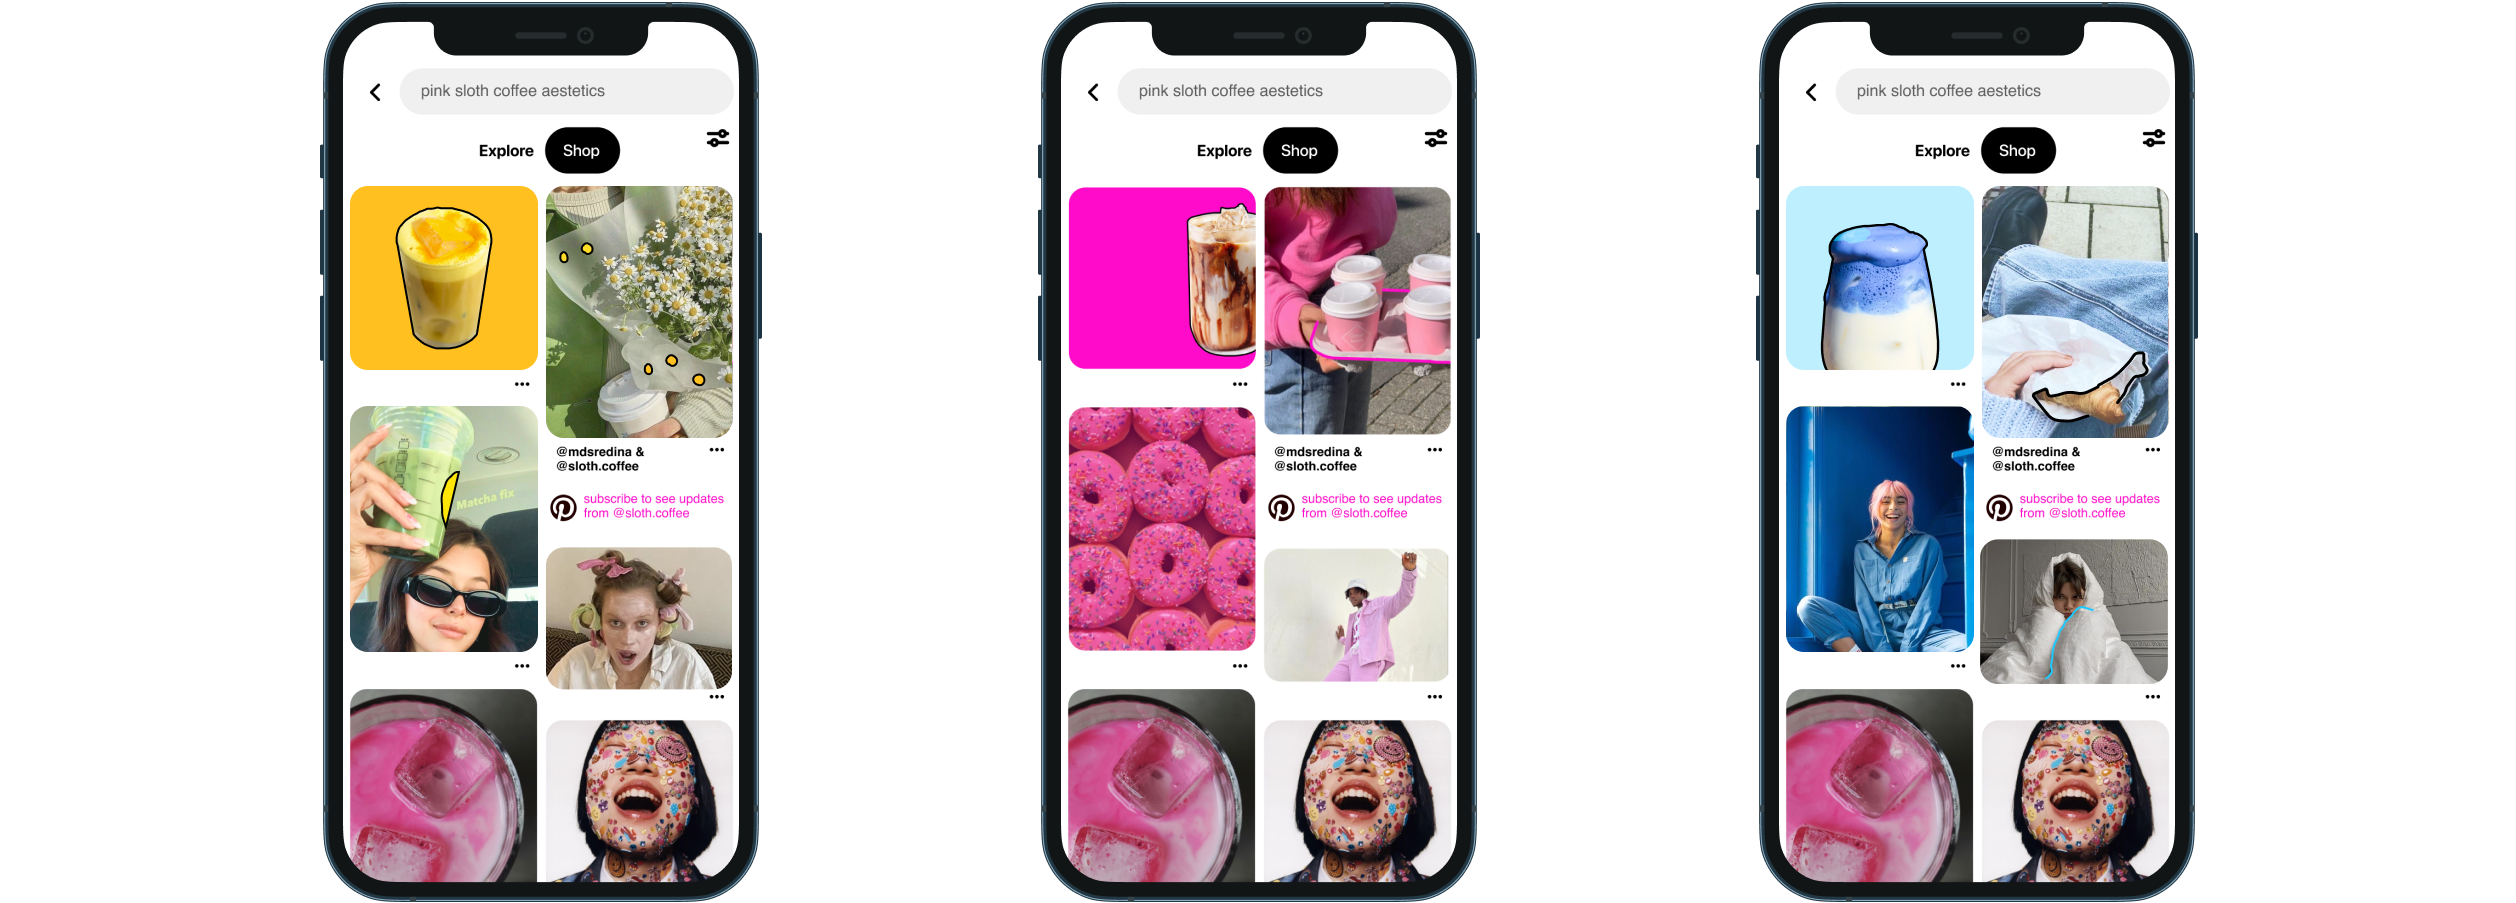 pink sloth coffee aestetics
Explore
Shop
Matcha fix
@mdsredina &
@sloth.coffee
subscribe to see updates
from @sloth.coffee
pink sloth coffee aestetics
Explore
Shop
@mdsredina &
@sloth.coffee
subscribe to see updates
from @sloth.coffee
pink sloth coffee aestetics
Explore
Shop
@mdsredina &
@sloth.coffee
subscribe to see updates
from @sloth.coffee